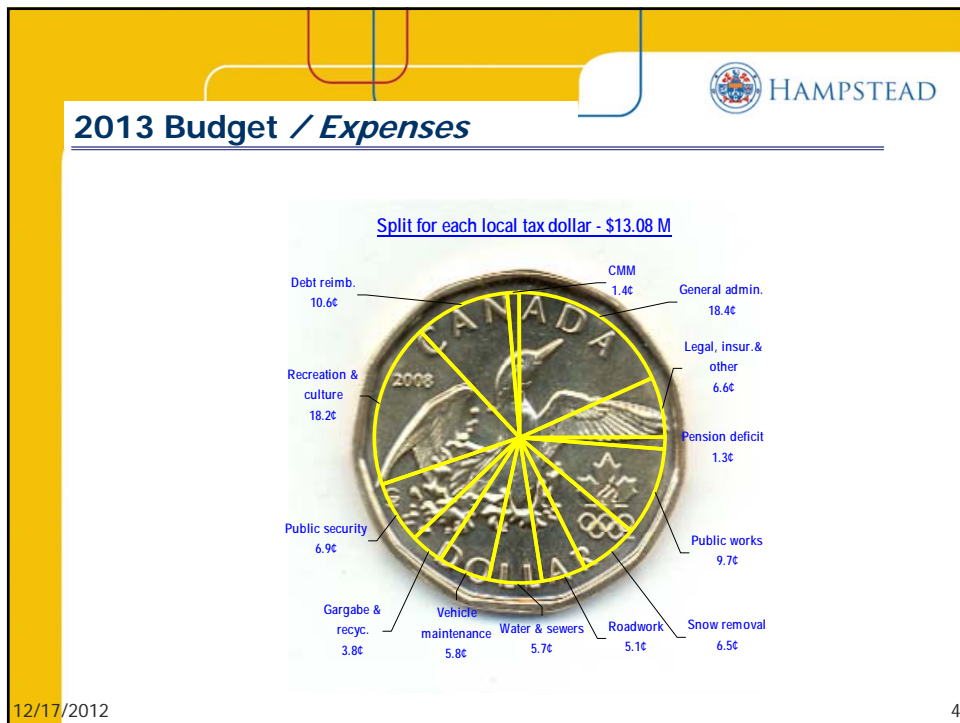 HAMPSTEAD
2013 Budget / Expenses
Split for each local tax dollar - $13.08 M
CMM
1.4¢
General admin.
18.4¢
Legal, insur.&
other
6.6¢
Pension deficit
1.3¢
Public works
9.7¢
Snow removal
6.5¢
Roadwork
5.1¢
Water & sewers
5.7¢
Vehicle
maintenance
5.8¢
Gargabe &
recyc.
3.8¢
Public security
6.9¢
Recreation &
culture
18.2¢
Debt reimb.
10.6¢
CANADA
2008
DOLLAR
12/17/2012
4